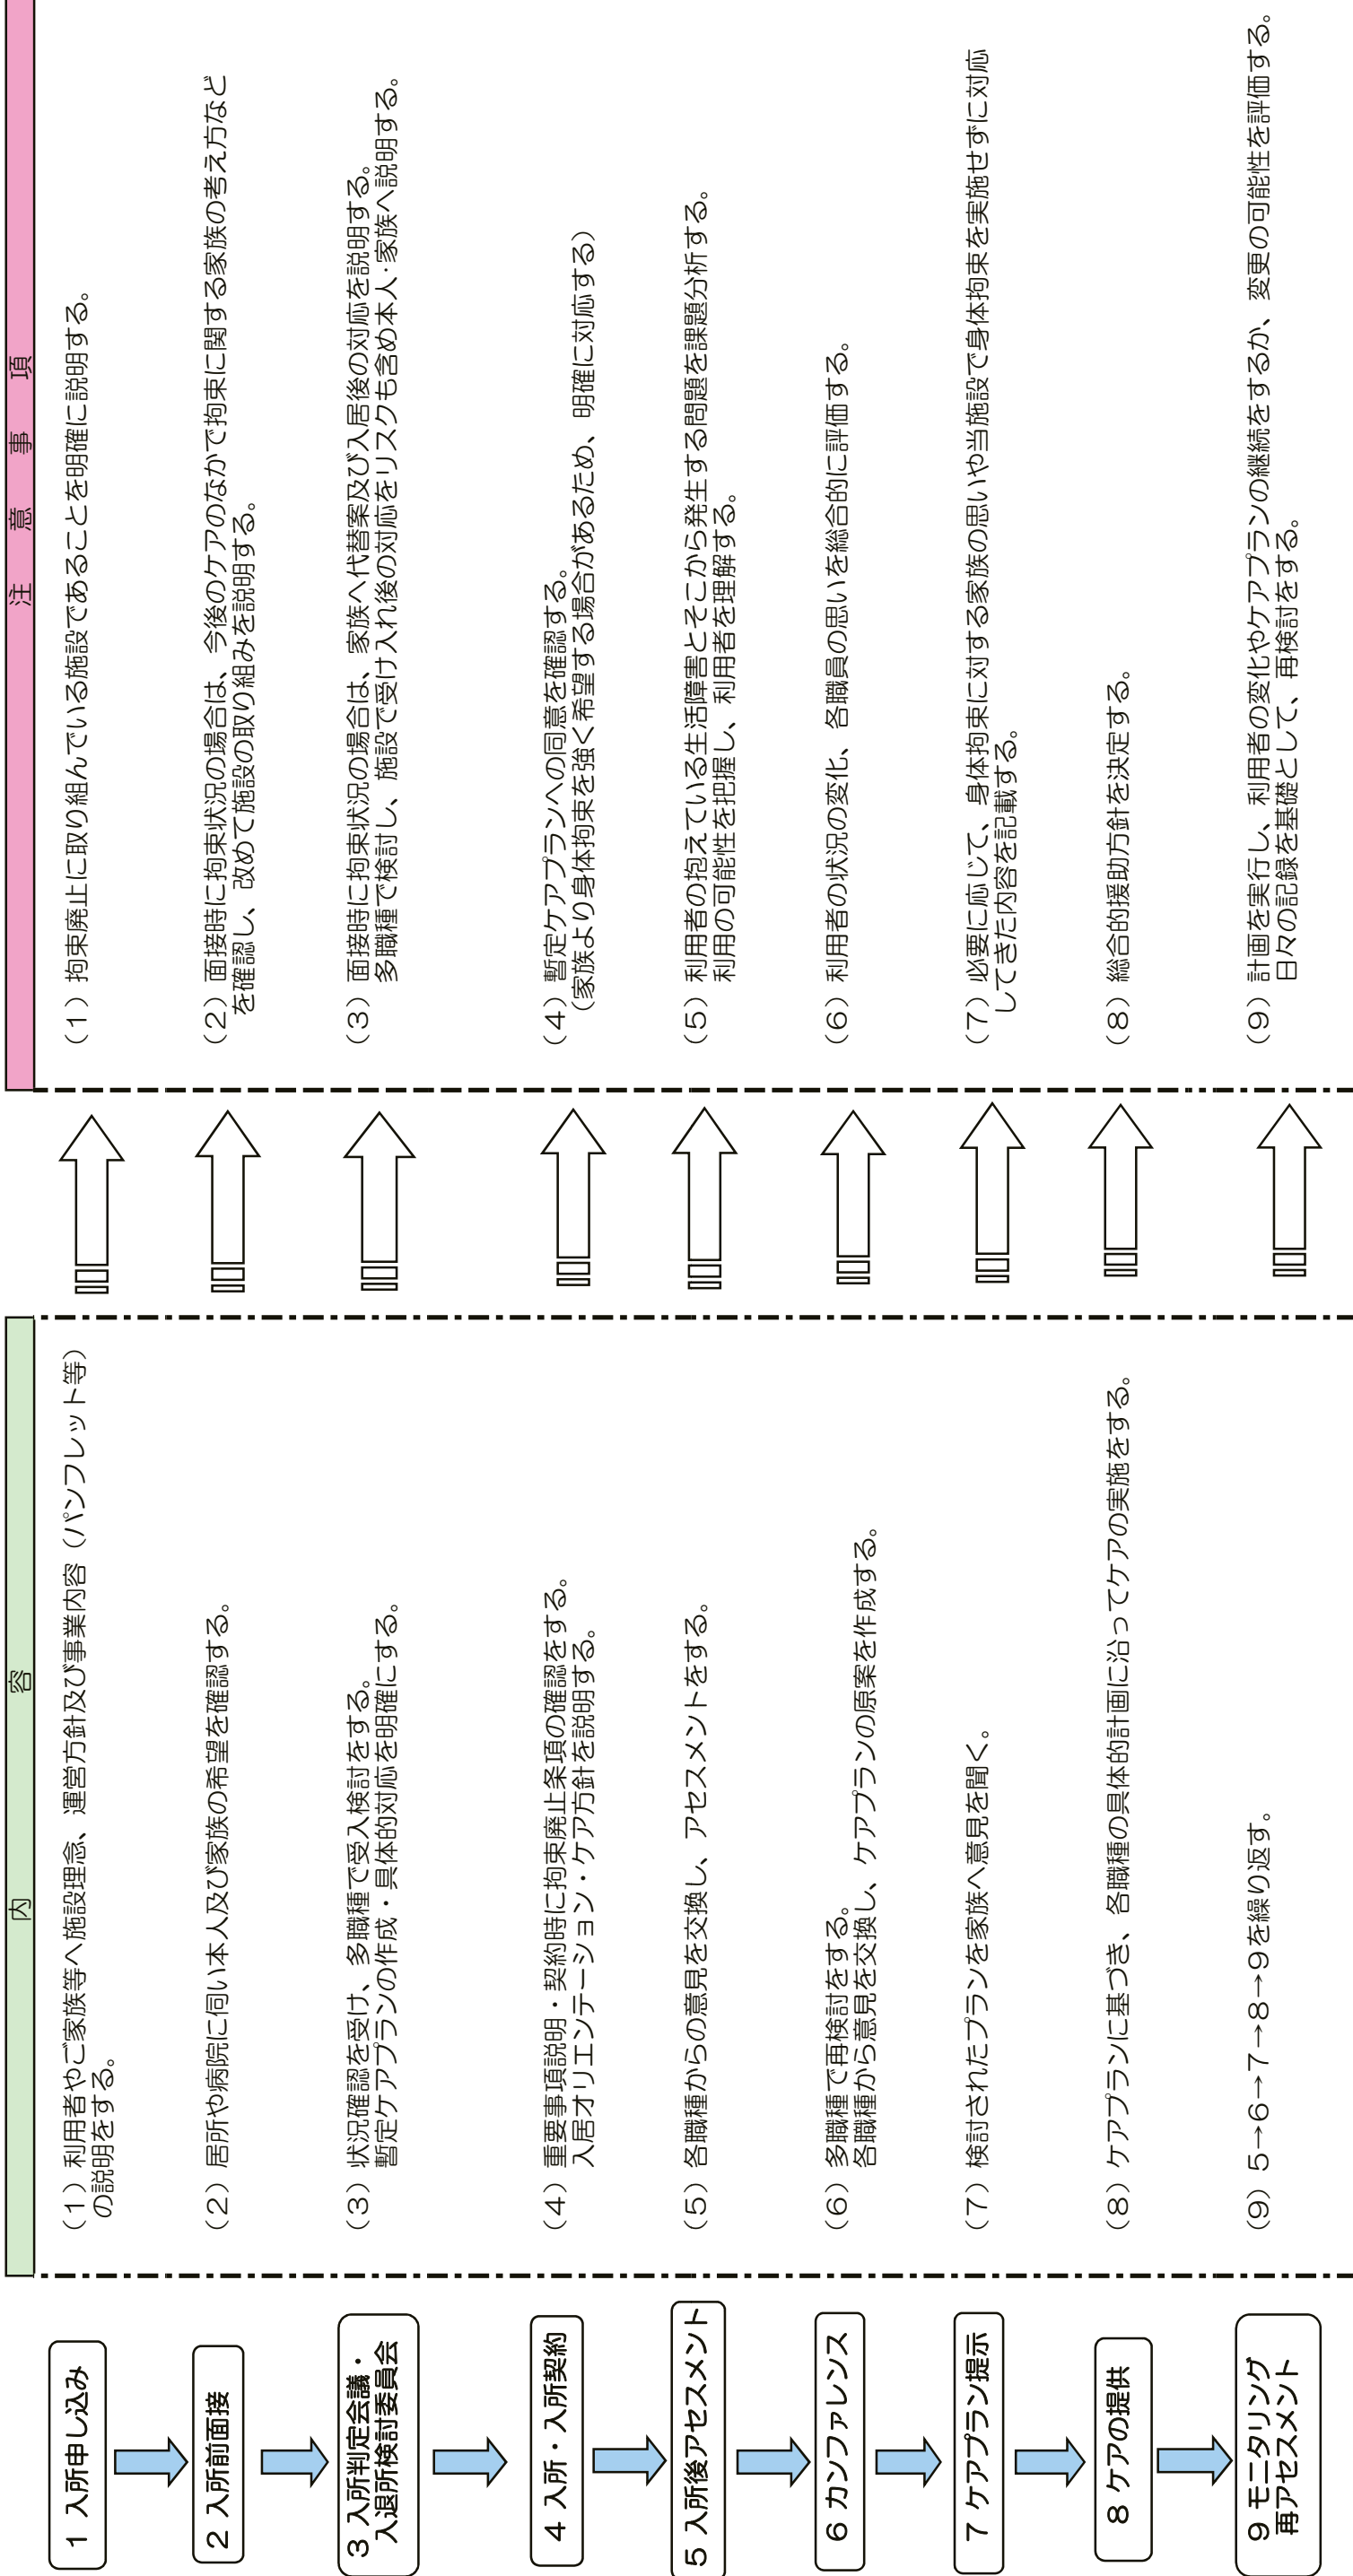 内容
注意事項
1 入所申し込み
（1）利用者やご家族等へ施設理念、運営方針及び事業内容（パンフレット等）
の説明をする。
（1）拘束廃止に取り組んでいる施設であることを明確に説明する。
2 入所前面接
（2）居所や病院に伺い本人及び家族の希望を確認する。
（2）面接時に拘束状況の場合は、今後のケアのなかで拘束に関する家族の考え方など
を確認し、改めて施設の取り組みを説明する。
3 入所判定会議・
入退所検討委員会
（3）状況確認を受け、多職種で受入検討をする。
暫定ケアプランの作成・具体的対応を明確にする。
（3）面接時に拘束状況の場合は、家族へ代替案及び入居後の対応を説明する。
多職種で検討し、施設で受け入れ後の対応をリスクも含め本人・家族へ説明する。
4 入所・入所契約
（4）重要事項説明・契約時に拘束廃止条項の確認をする。
入居オリエンテーション・ケア方針を説明する。
（4）暫定ケアプランへの同意を確認する。
（家族より身体拘束を強く希望する場合があるため、明確に対応する）
5 入所後アセスメント
（5）各職種からの意見を交換し、アセスメントをする。
（5）利用者の抱えている生活障害とそこから発生する問題を課題分析する。
利用の可能性を把握し、利用者を理解する。
6 カンファレンス
（6）多職種で再検討をする。
各職種から意見を交換し、ケアプランの原案を作成する。
（6）利用者の状況の変化、各職員の思いを総合的に評価する。
7 ケアプラン提示
（7）検討されたプランを家族へ意見を聞く。
（7）必要に応じて、身体拘束に対する家族の思いや当施設で身体拘束を実施せずに対応
してきた内容を記載する。
8 ケアの提供
（8）ケアプランに基づき、各職種の具体的計画に沿ってケアの実施をする。
（8）総合的援助方針を決定する。
9 モニタリング
再アセスメント
（9）5→6→7→8→9を繰り返す。
（9）計画を実行し、利用者の変化やケアプランの継続をするか、変更の可能性を評価する。
日々の記録を基礎として、再検討をする。